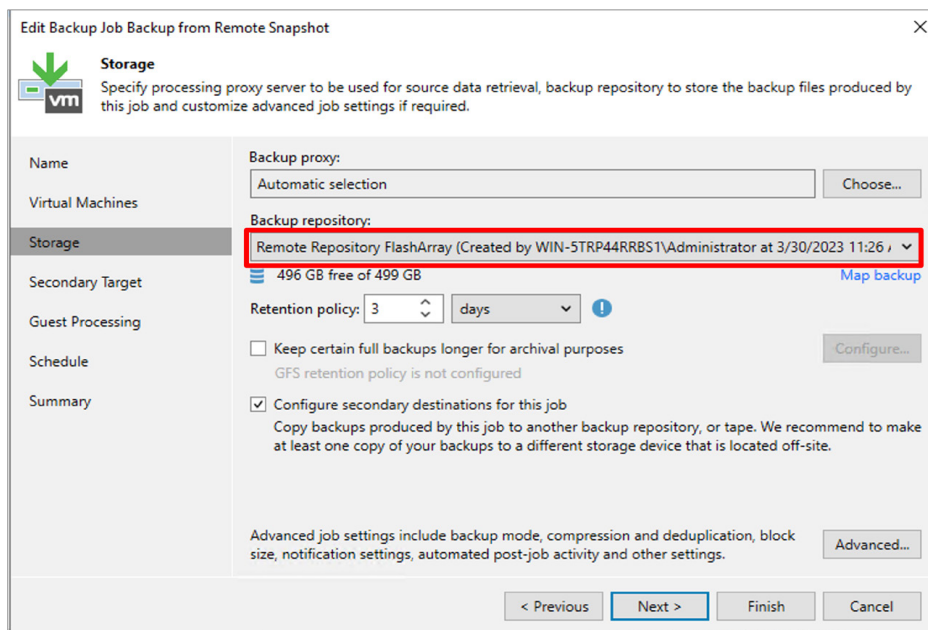 Edit Backup Job Backup from Remote Snapshot
vm
Storage
Specify processing proxy server to be used for source data retrieval, backup repository to store the backup files produced by
this job and customize advanced job settings if required.
Name
Virtual Machines
Storage
Secondary Target
Guest Processing
Schedule
Summary
Backup proxy:
Automatic selection
Choose...
Backup repository:
Remote Repository FlashArray (Created by WIN-5TRP44RRBS1\Administrator at 3/30/2023 11:26
496 GB free of 499 GB
Map backup
Retention policy: 3 days
Keep certain full backups longer for archival purposes
Configure...
GFS retention policy is not configured
Configure secondary destinations for this job
Copy backups produced by this job to another backup repository, or tape. We recommend to make
at least one copy of your backups to a different storage device that is located off-site.
Advanced job settings include backup mode, compression and deduplication, block
size, notification settings, automated post-job activity and other settings.
Advanced...
< Previous
Next >
Finish
Cancel